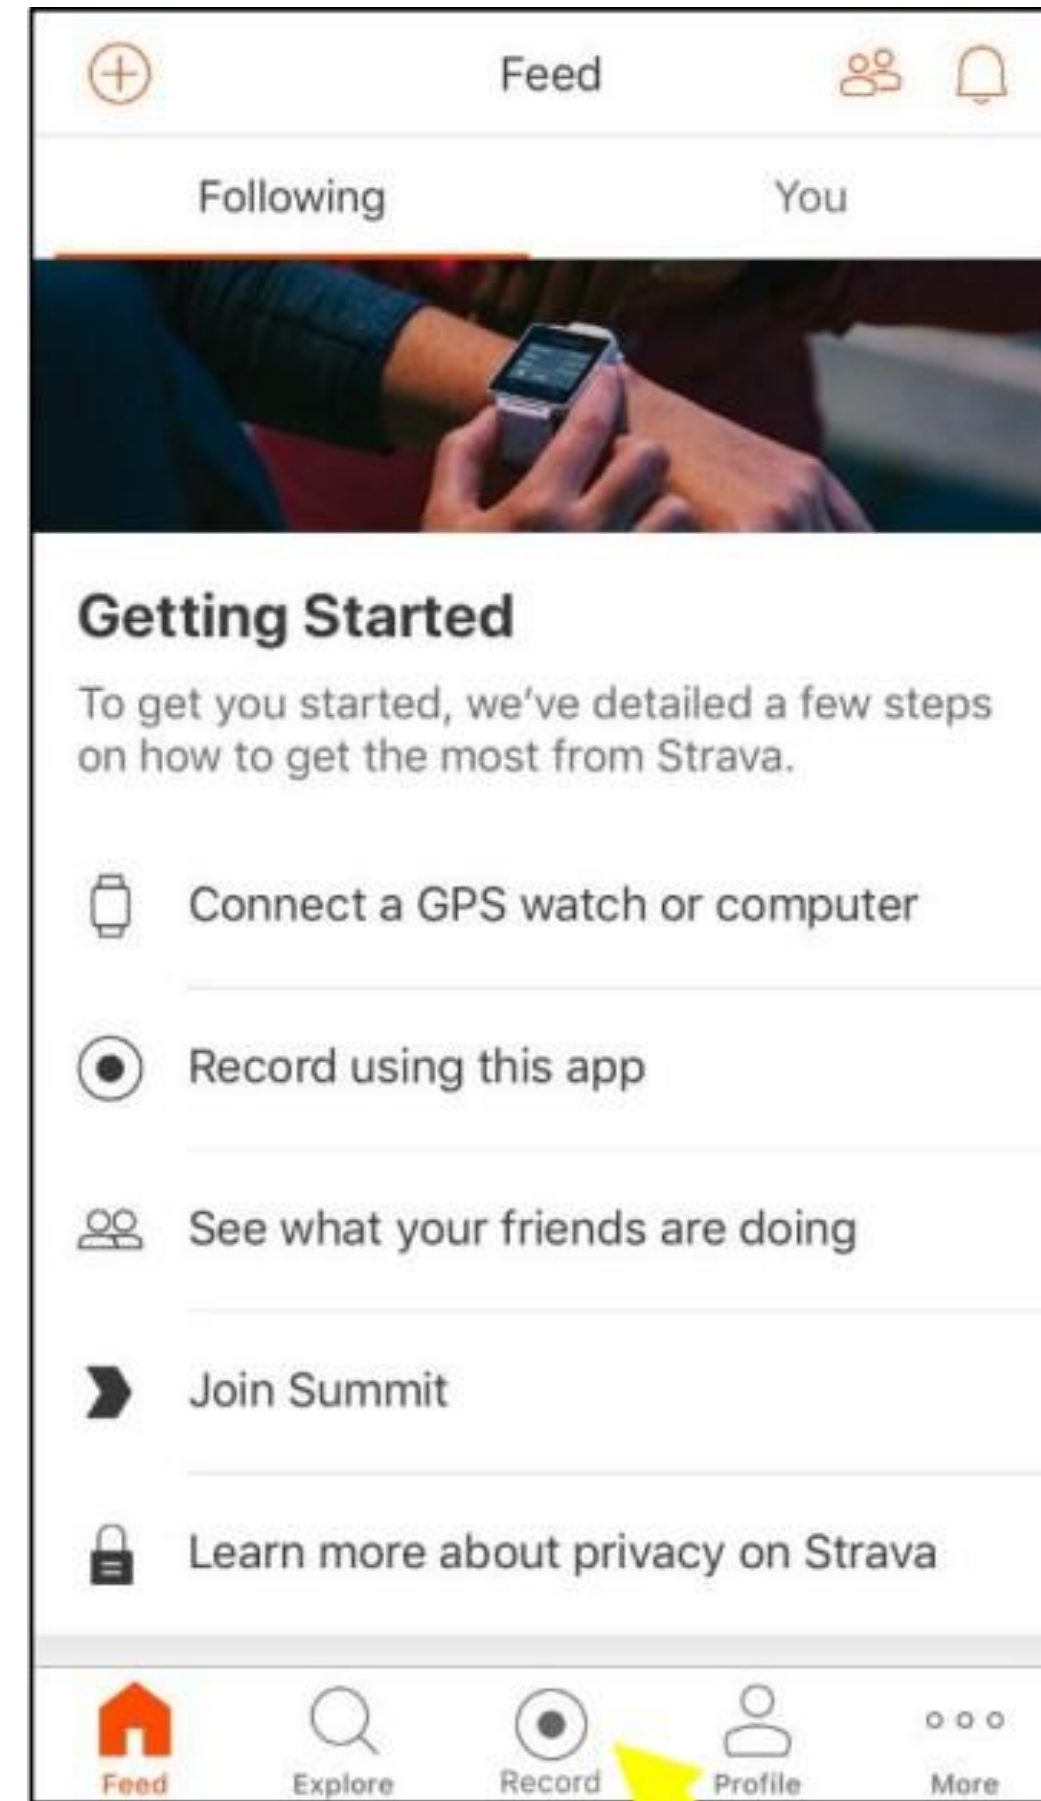 Feed
Following
You
Getting Started
To get you started, we've detailed a few steps
on how to get the most from Strava.
Connect a GPS watch or computer
Record using this app
See what your friends are doing
Join Summit
Learn more about privacy on Strava
Feed
Explore
Record
Profile
More